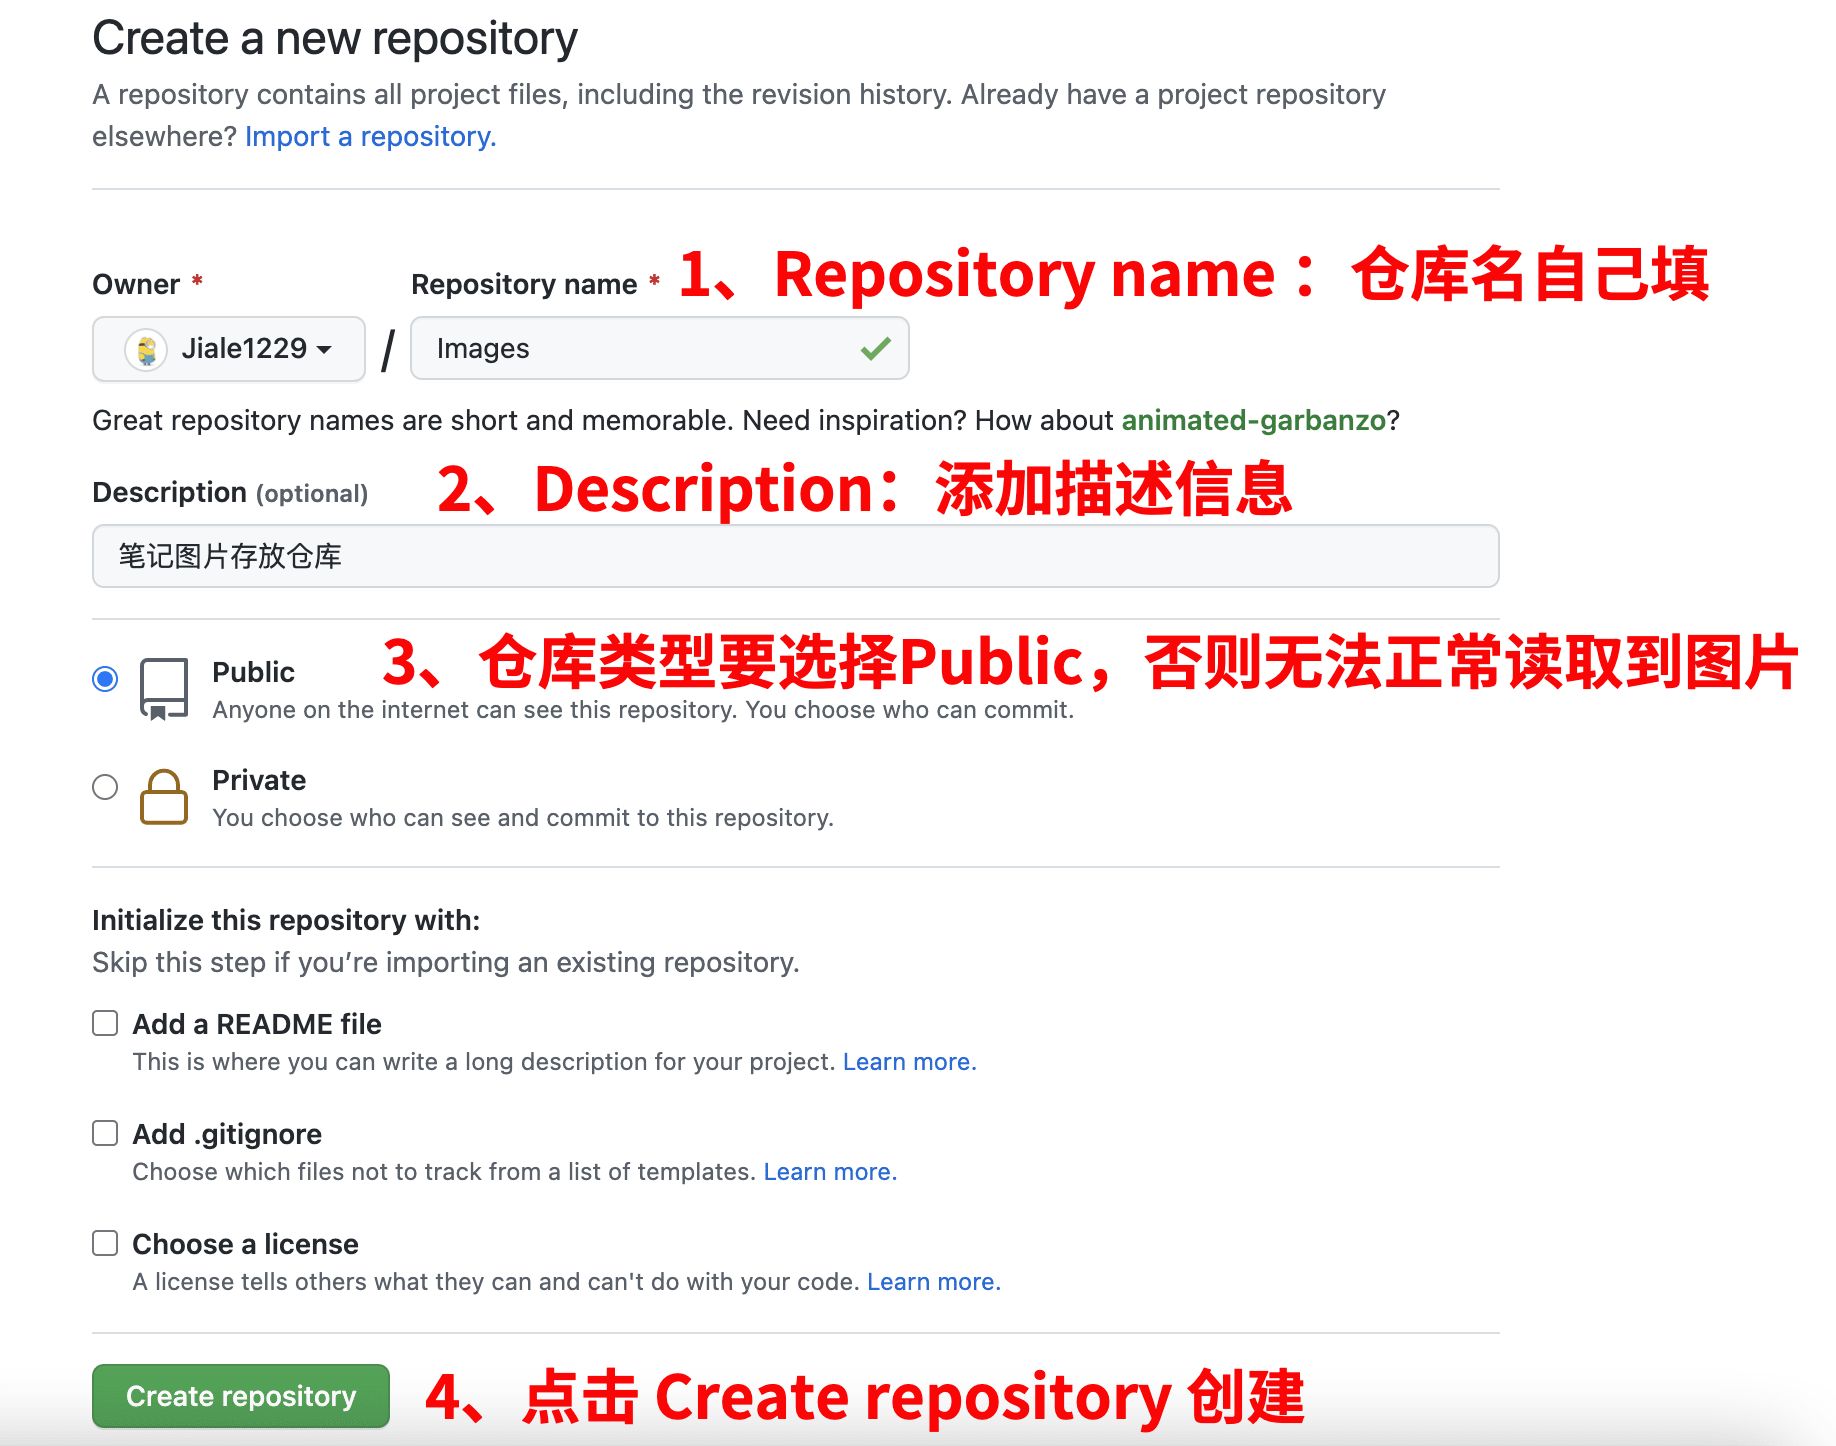 Create a new repository
A repository contains all project files, including the revision history. Already have a project repository
elsewhere? Import a repository.
Owner * Repository name * 1、Repository name ：仓库名自己填
Jiale1229 / Images
Great repository names are short and memorable. Need inspiration? How about animated-garbanzo?
Description (optional) 2、Description：添加描述信息
笔记图片存放仓库
Public 3、仓库类型要选择Public，否则无法正常读取到图片
Anyone on the internet can see this repository. You choose who can commit.
Private
You choose who can see and commit to this repository.
Initialize this repository with:
Skip this step if you’re importing an existing repository.
Add a README file
This is where you can write a long description for your project. Learn more.
Add .gitignore
Choose which files not to track from a list of templates. Learn more.
Choose a license
A license tells others what they can and can't do with your code. Learn more.
Create repository 4、点击 Create repository 创建